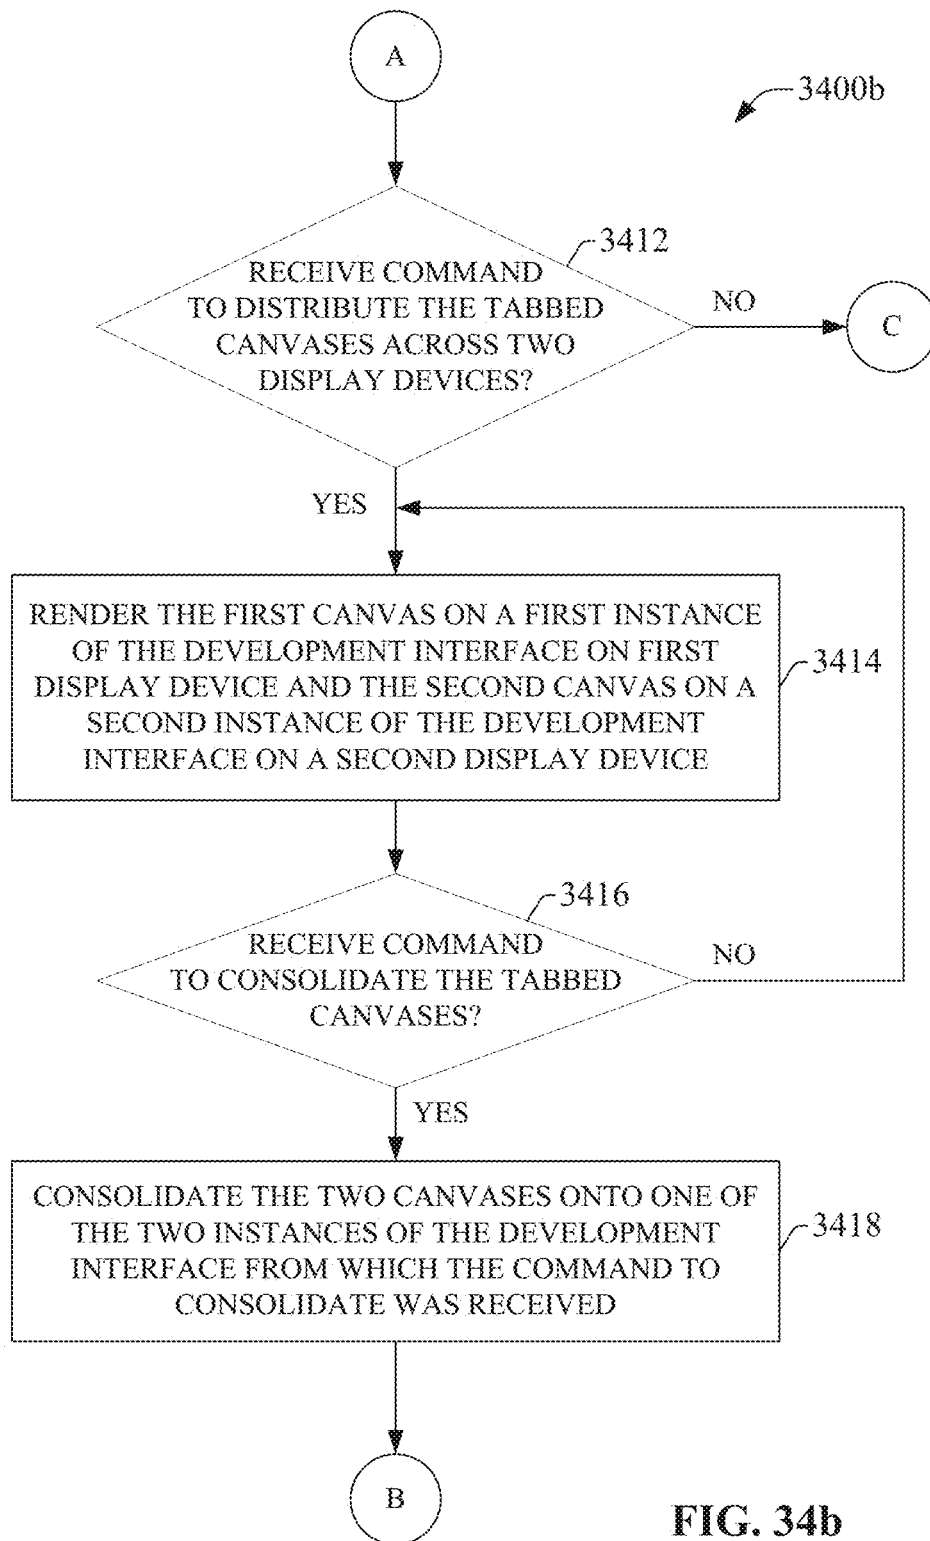 A
3400b
3412
RECEIVE COMMAND
TO DISTRIBUTE THE TABBED
CANVASES ACROSS TWO
DISPLAY DEVICES?
NO
C
YES
RENDER THE FIRST CANVAS ON A FIRST INSTANCE
OF THE DEVELOPMENT INTERFACE ON FIRST
DISPLAY DEVICE AND THE SECOND CANVAS ON A
SECOND INSTANCE OF THE DEVELOPMENT
INTERFACE ON A SECOND DISPLAY DEVICE
3414
3416
RECEIVE COMMAND
TO CONSOLIDATE THE TABBED
CANVASES?
NO
YES
CONSOLIDATE THE TWO CANVASES ONTO ONE OF
THE TWO INSTANCES OF THE DEVELOPMENT
INTERFACE FROM WHICH THE COMMAND TO
CONSOLIDATE WAS RECEIVED
3418
B
FIG. 34b